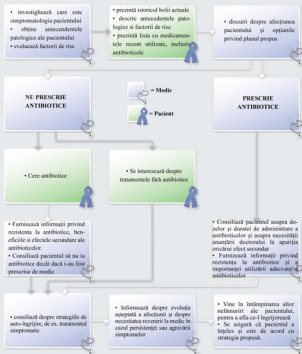 • investighează care este
simptomatologia pacientului
• obține antecedentele
patologice ale pacientului
• evaluează factorii de risc
• prezintă istoricul bolii actuale
• descrie antecedentele pato-
logice și factorii de risc
• prezintă lista cu medicamen-
tele recent utilizate, inclusiv
antibioticele
• discuții despre afecțiunea
pacientului și opțiunile
privind planul propus
NU PRESCRIE
ANTIBIOTICE
= Medic
= Pacient
PRESCRIE
ANTIBIOTICE
• Cere antibiotice
• Se interesează despre
tratamentele fără antibiotice
• Furnizează informații privind
rezistența la antibiotice, ben-
eficiile și efectele secundare ale
antibioticelor.
• Consiliază pacientul să nu ia
antibiotice decât dacă i-au fost
prescrise de medic
Consiliază pacientul asupra do-
zelor și duratei de administrare a
antibioticelor și asupra necesității
anunțării doctorului la apariția
oricărui efect secundar
• Furnizează informații privind
rezistența la antibiotice și a
importanței utilizării adecvate a
antibioticelor
• consiliază despre strategiile de
auto-îngrijire, de ex. tratamentul
simptomatic
• Informează despre evoluția
așteptată a afecțiunii și despre
necesitatea revenirii la medic în
cazul persistenței sau agravării
simptomelor
• Vine în întâmpinarea altor
nelămuriri ale pacientului,
pentru a afla ce-l îngrijorează
• Se asigură că pacientul a
înțeles și este de acord cu
strategia propusă.